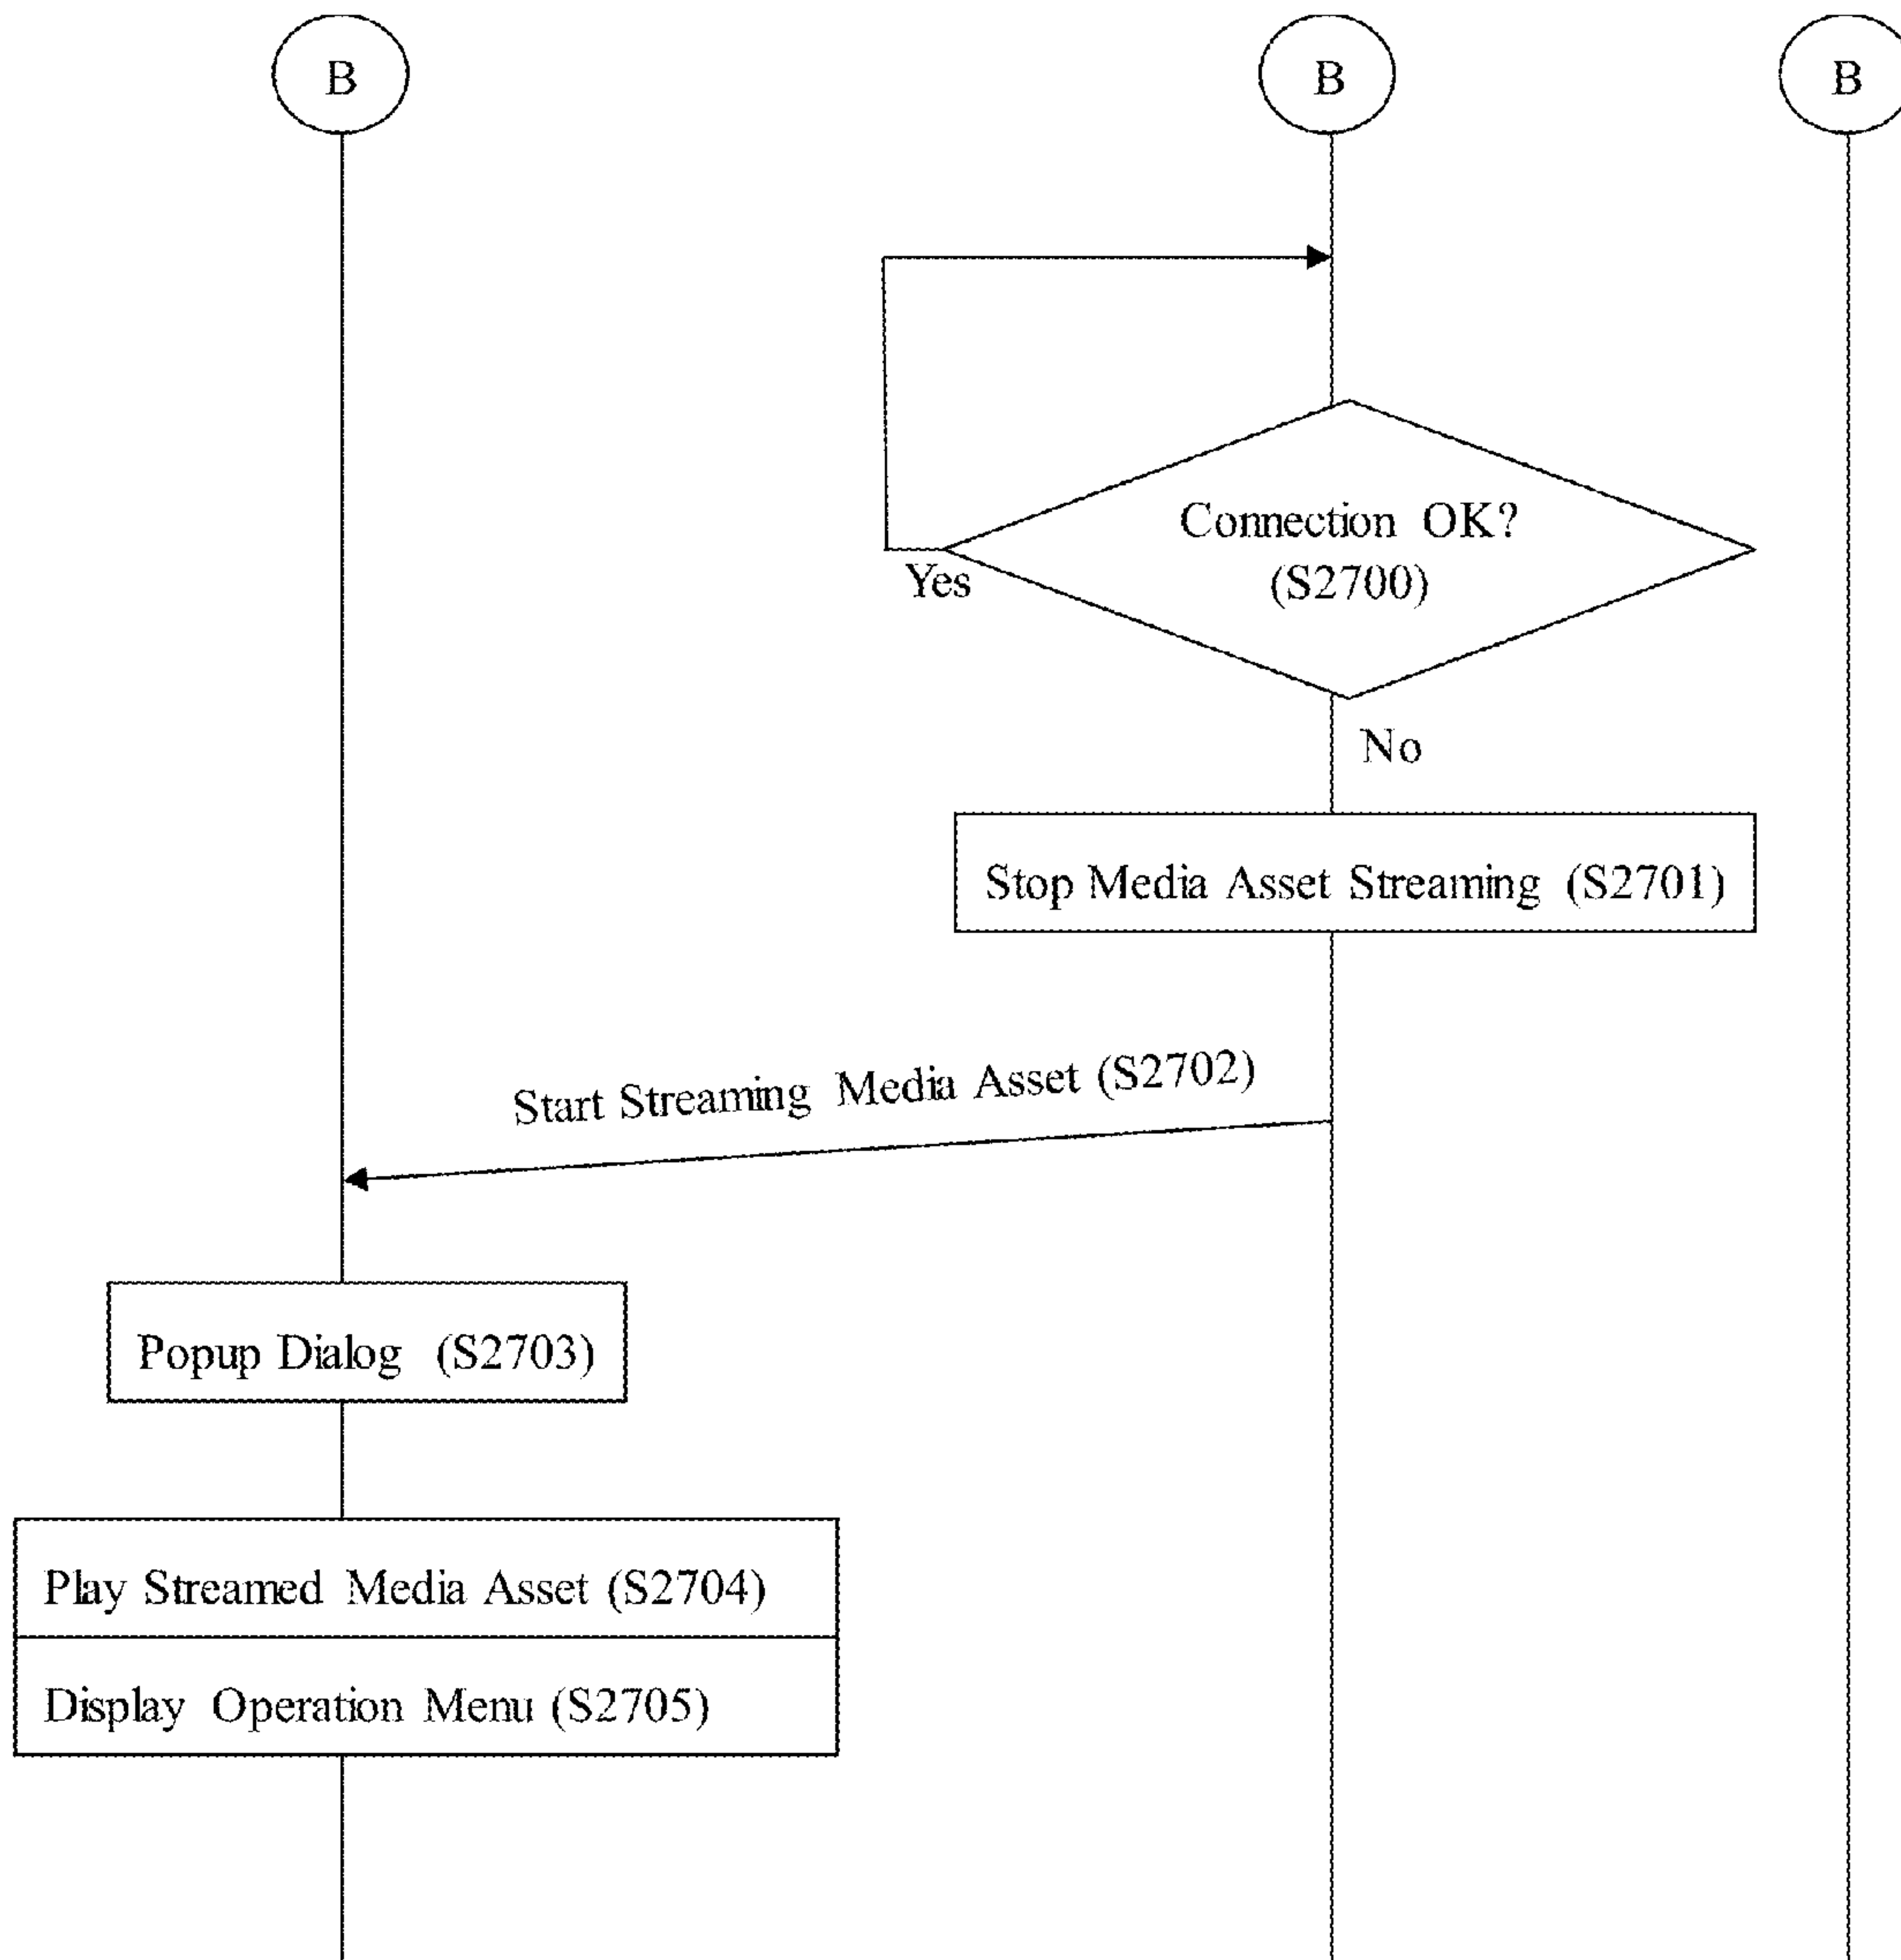 B
B
B
Connection OK?
(S2700)
Yes
No
Stop Media Asset Streaming (S2701)
Start Streaming Media Asset (S2702)
Popup Dialog (S2703)
Play Streamed Media Asset (S2704)
Display Operation Menu (S2705)